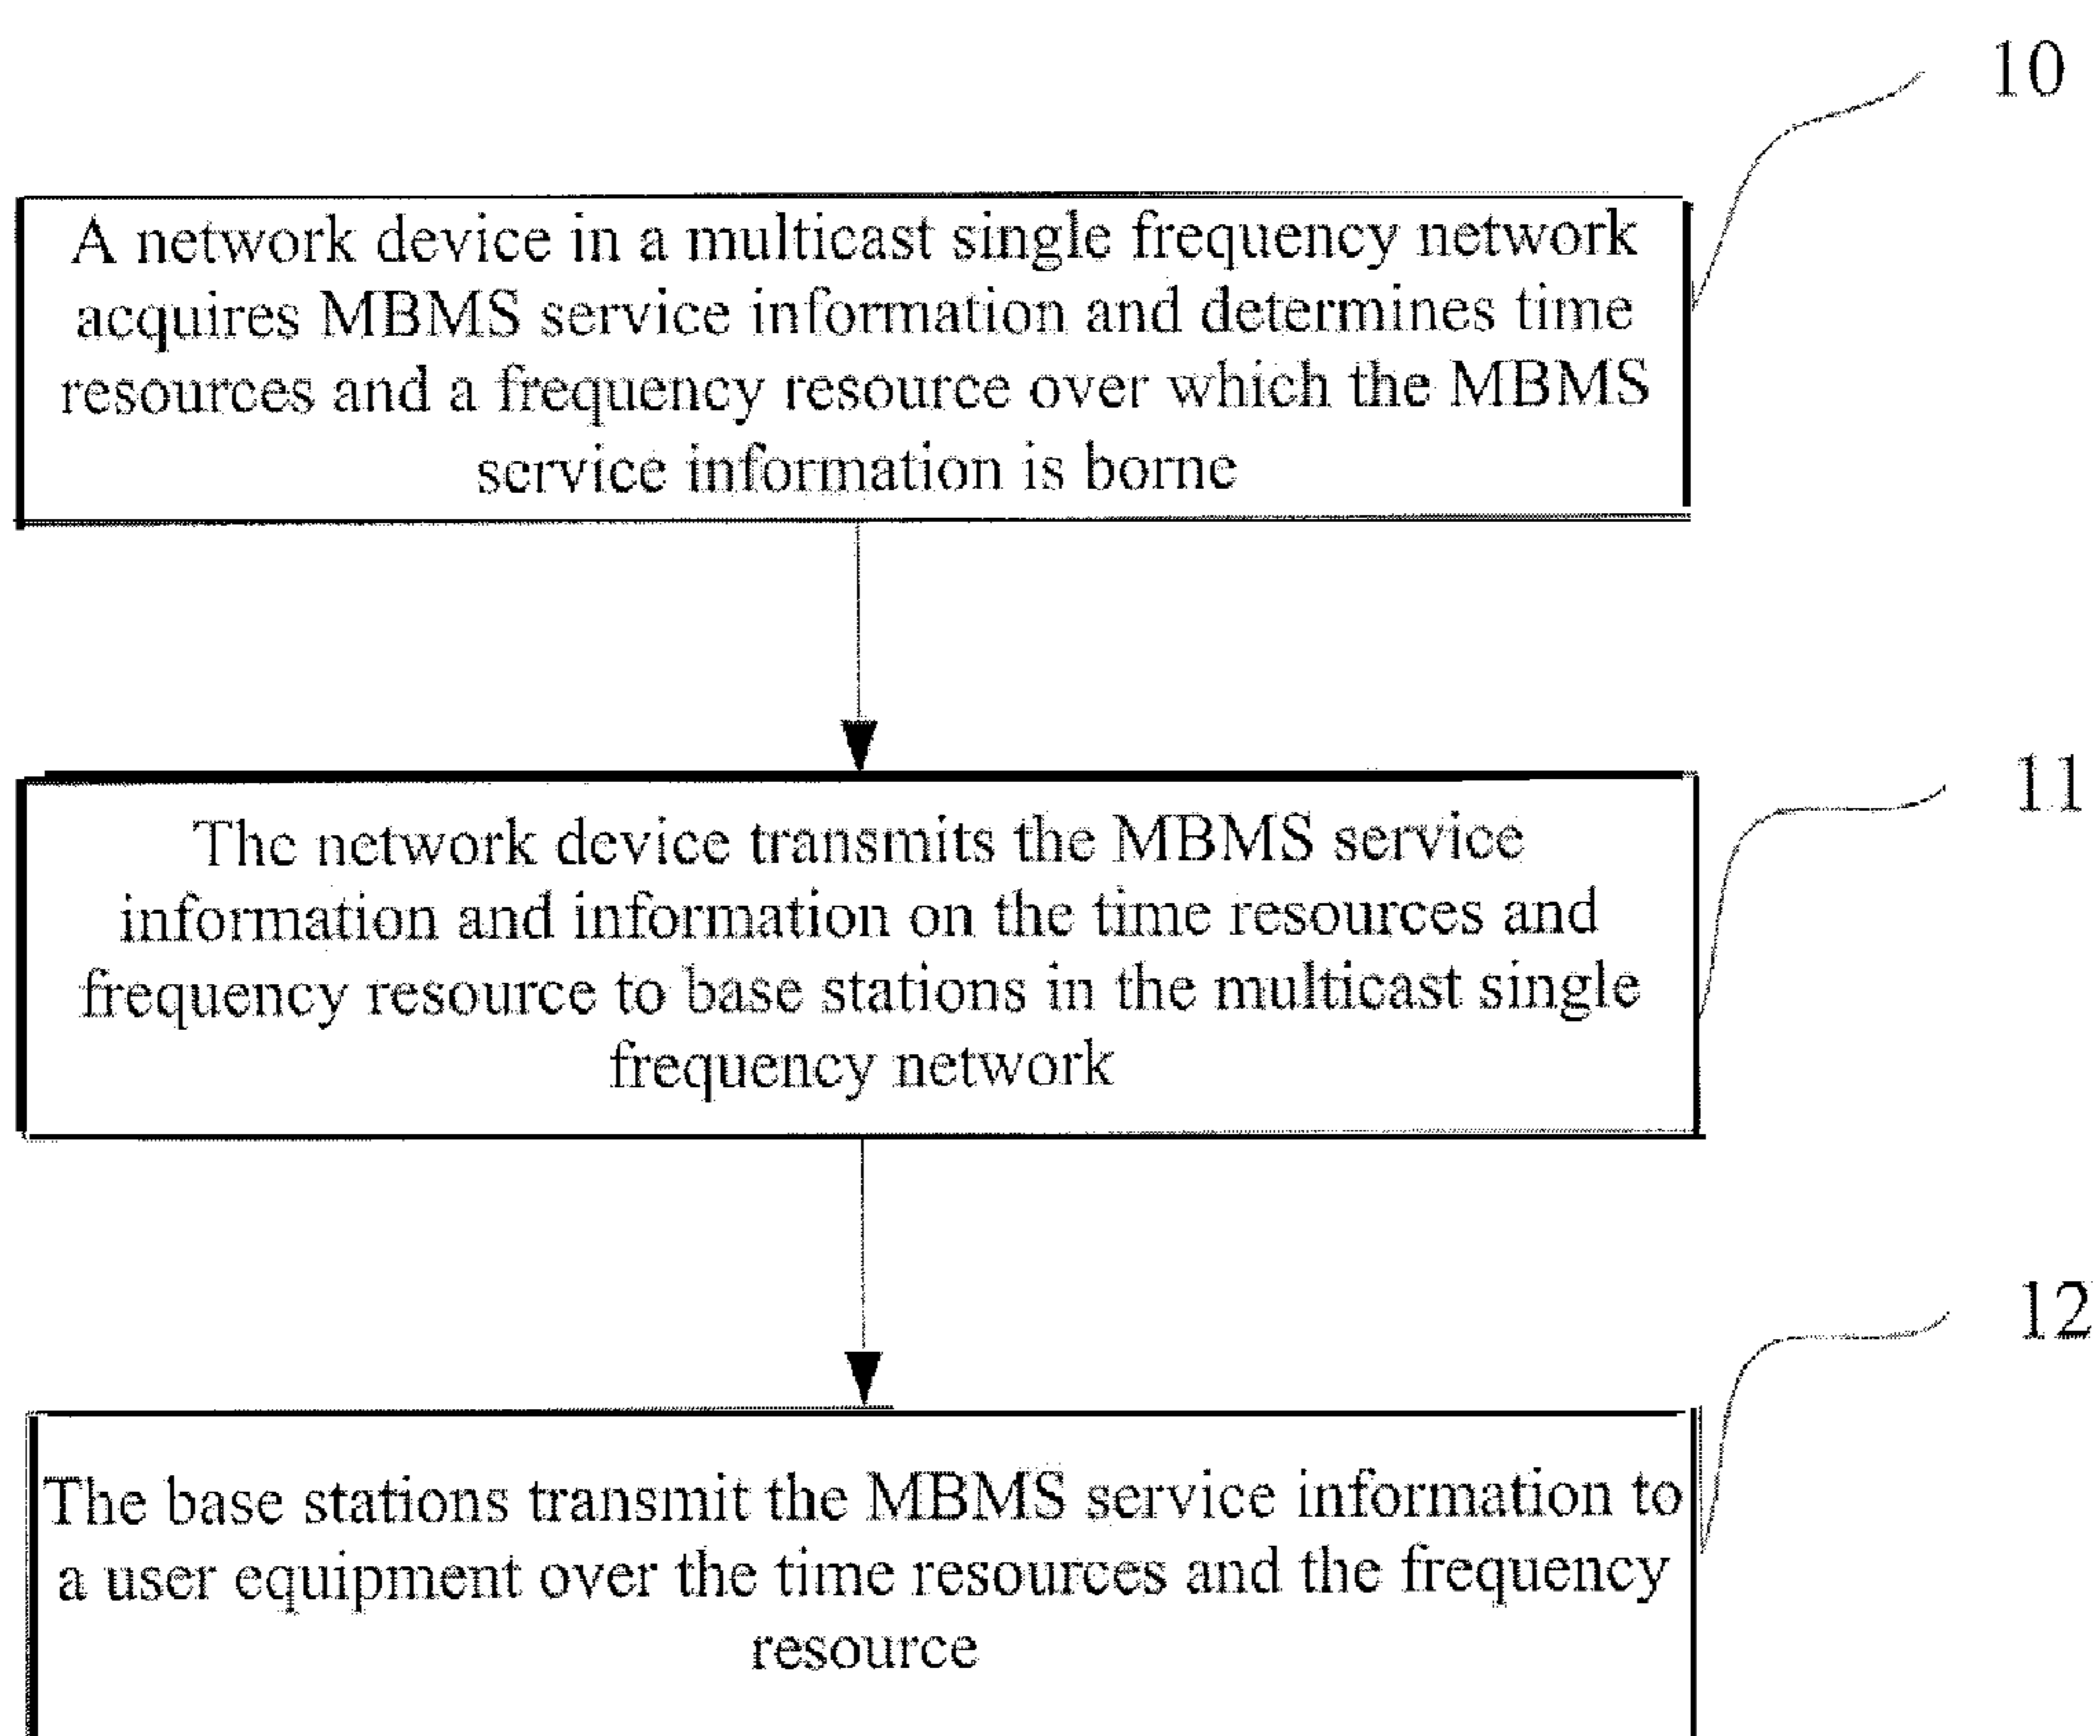 10
A network device in a multicast single frequency network
acquires MBMS service information and determines time
resources and a frequency resource over which the MBMS
service information is borne
11
The network device transmits the MBMS service
information and information on the time resources and
frequency resource to base stations in the multicast single
frequency network
12
The base stations transmit the MBMS service information to
a user equipment over the time resources and the frequency
resource